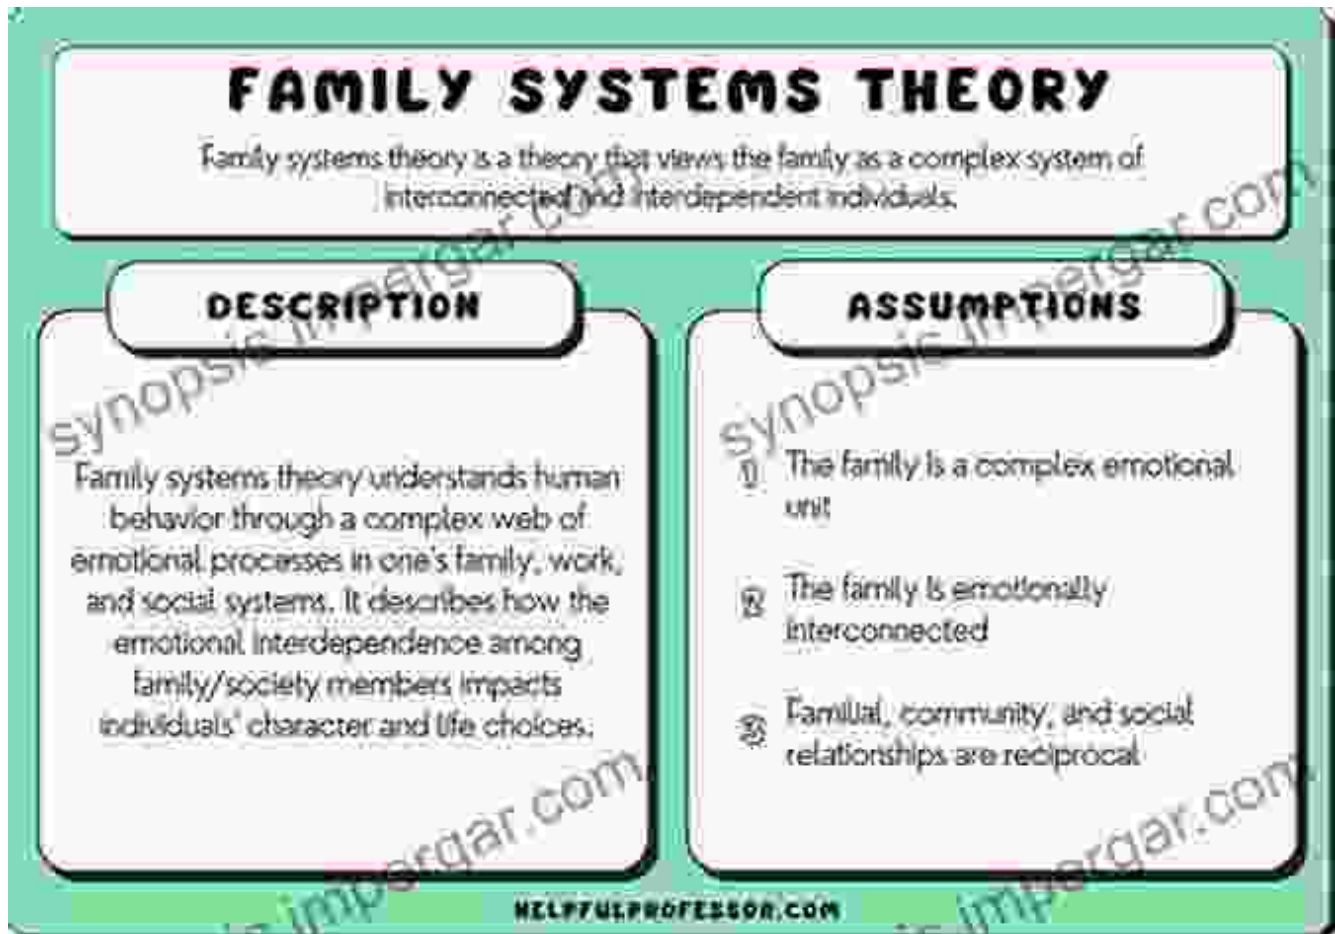 FAMILY SYSTEMS THEORY
Family systems theory is a theory that views the family as a complex system of
interconnected and interdependent individuals.
DESCRIPTION
Family systems theory understands human
behavior through a complex web of
emotional processes in one's family, work,
and social systems. It describes how the
emotional interdependence among
family/society members impacts
individuals' character and life choices.
ASSUMPTIONS
1 The family is a complex emotional
unit
2 The family is emotionally
interconnected
3 Familial, community, and social
relationships are reciprocal
HELPFULPROFESSOR.COM
synopsic.impergar.com
synopsic.impergar.com
synopsic.impergar.com
synopsic.impergar.com